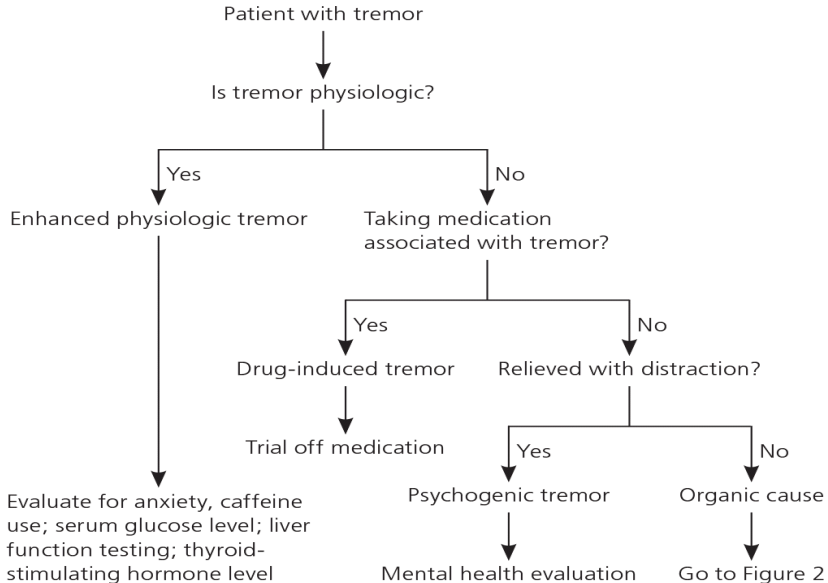 Patient with tremor
Is tremor physiologic?
Yes
No
Enhanced physiologic tremor
Taking medication
associated with tremor?
Yes
No
Drug-induced tremor
Relieved with distraction?
Trial off medication
Yes
No
Evaluate for anxiety, caffeine
use; serum glucose level; liver
function testing; thyroid-
stimulating hormone level
Psychogenic tremor
Organic cause
Mental health evaluation
Go to Figure 2